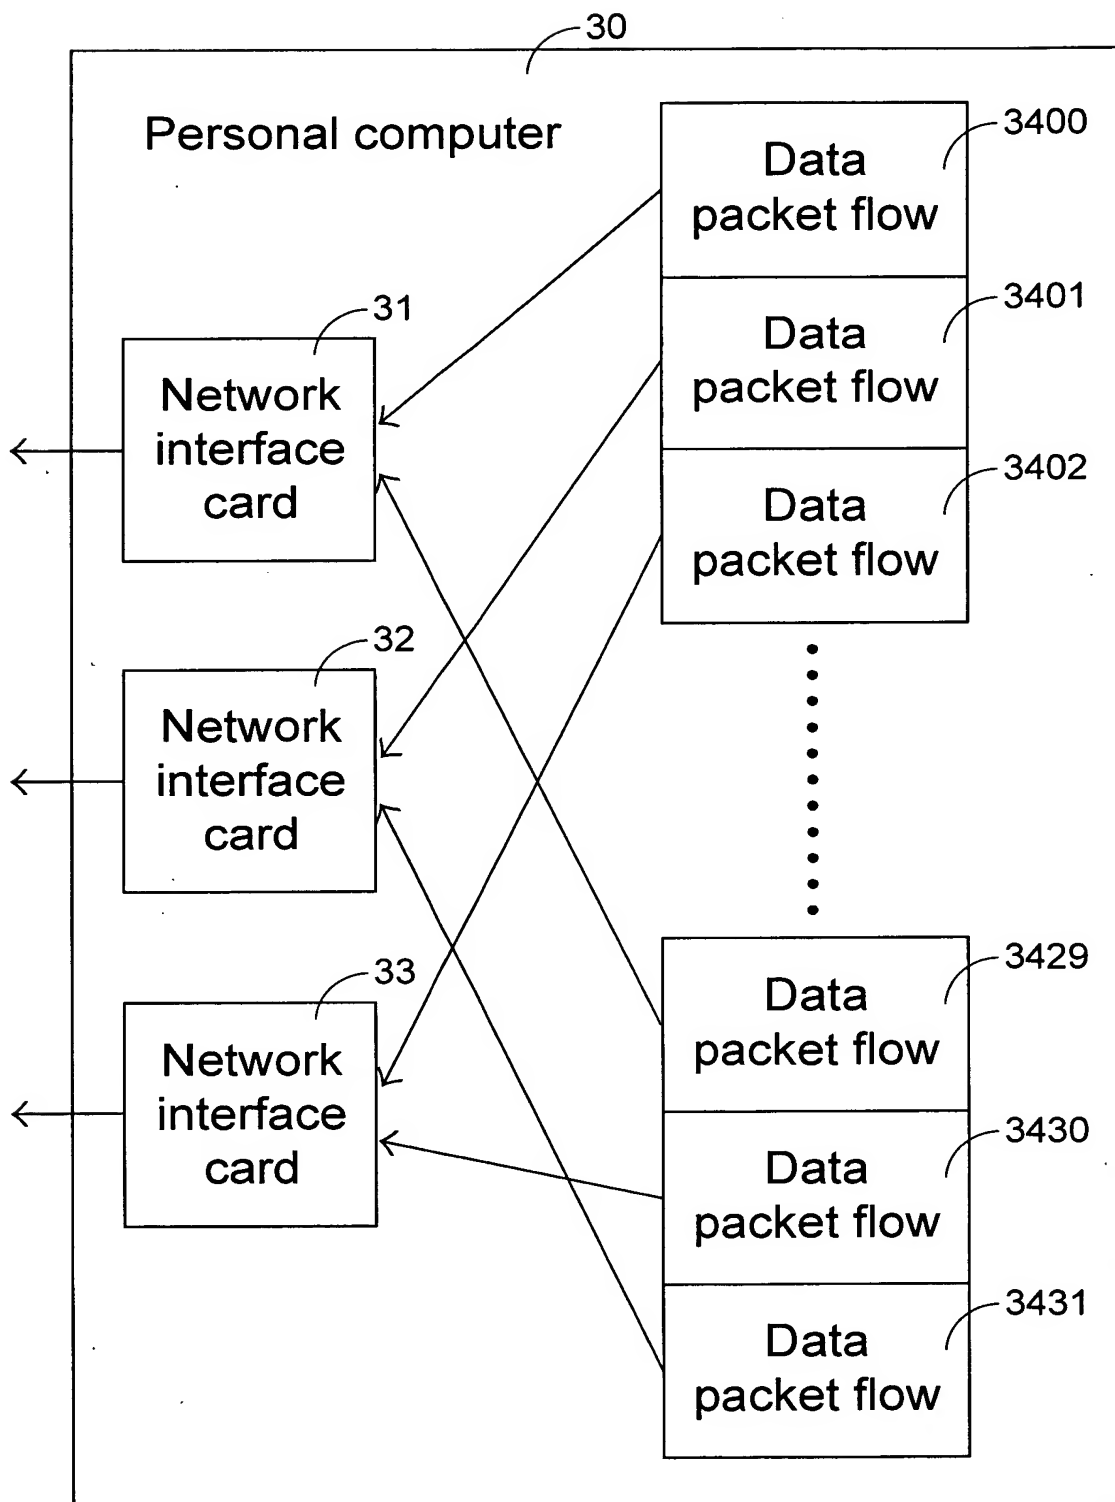 30
Personal computer
3400
Data
packet flow
3401
Data
packet flow
31
Network
interface
card
3402
Data
packet flow
32
Network
interface
card
33
Network
interface
card
3429
Data
packet flow
3430
Data
packet flow
3431
Data
packet flow